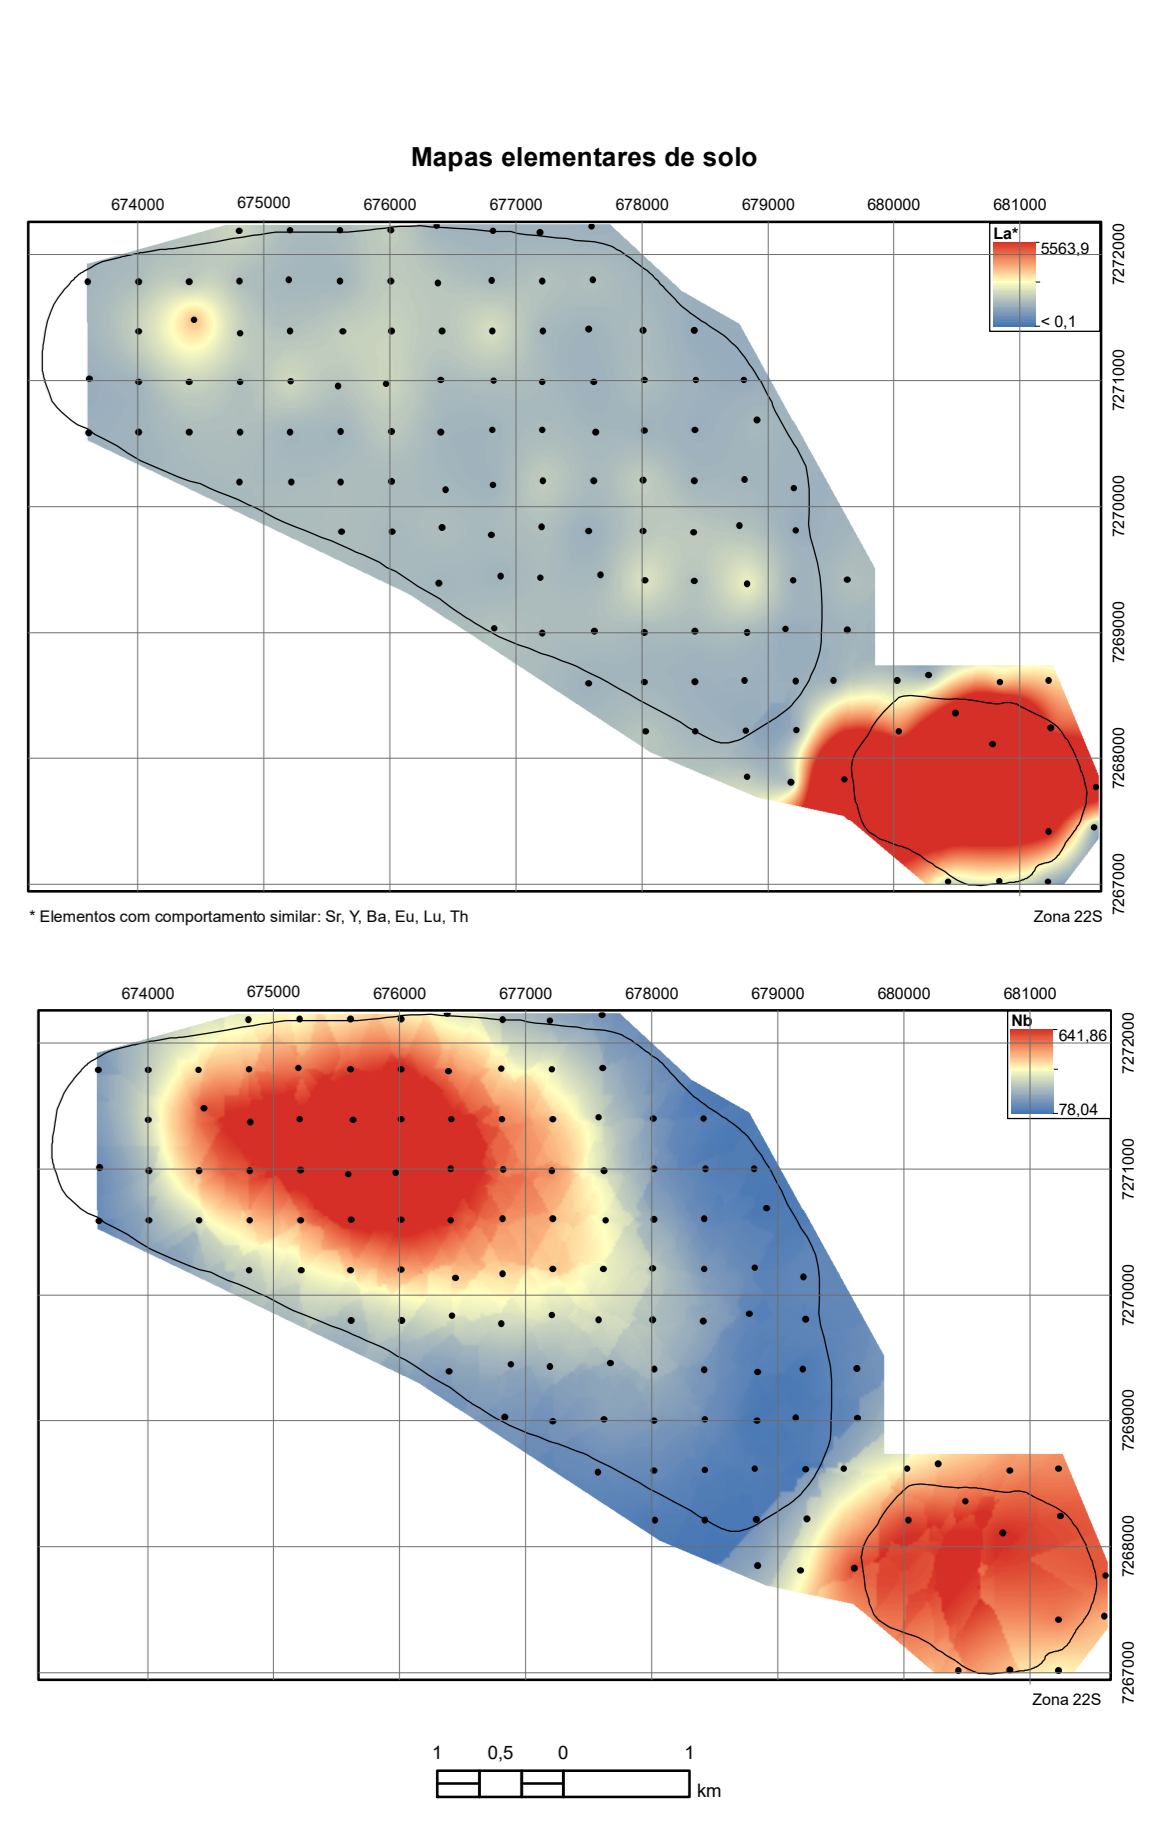 Mapas elementares de solo
674000 675000 676000 677000 678000 679000 680000 681000
La*
5563,9
< 0,1
7272000
7271000
7270000
7269000
7268000
7267000
* Elementos com comportamento similar: Sr, Y, Ba, Eu, Lu, Th
Zona 22S
674000 675000 676000 677000 678000 679000 680000 681000
Nb
641.86
78,04
7272000
7271000
7270000
7269000
7268000
7267000
Zona 22S
1 0,5 0 1
km